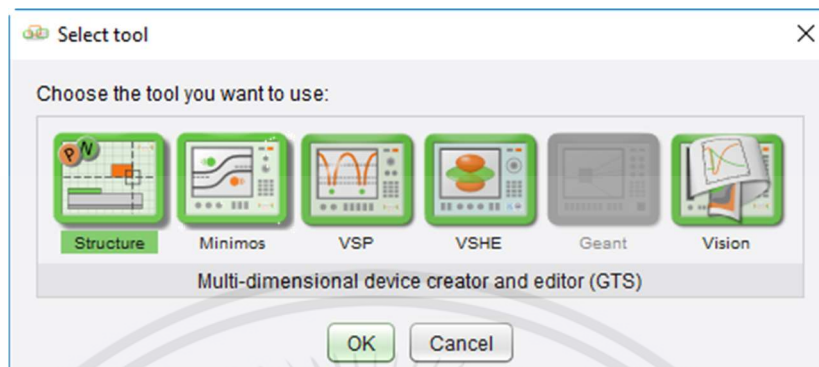 Select tool
Choose the tool you want to use:
P N
Structure Minimos VSP VSHE Geant Vision
Multi-dimensional device creator and editor (GTS)
OK Cancel